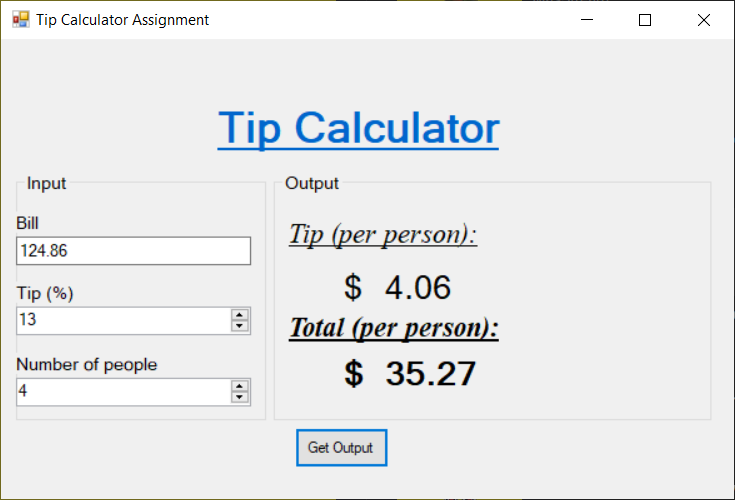 Tip Calculator Assignment
Tip Calculator
Input
Bill
124.86
Tip (%)
13
Number of people
4
Output
Tip (per person):
$ 4.06
Total (per person):
$ 35.27
Get Output